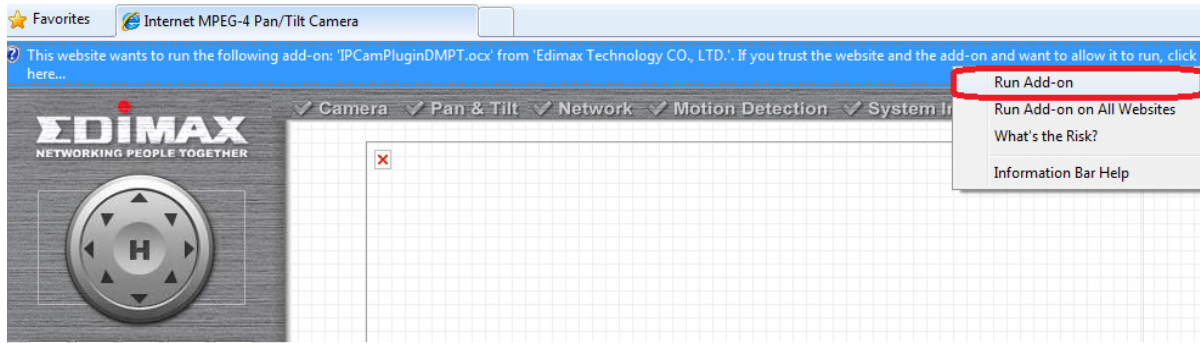 Favorites
Internet MPEG-4 Pan/Tilt Camera
This website wants to run the following add-on: 'IPCamPluginDMPT.ocx' from 'Edimax Technology CO., LTD.'. If you trust the website and the add-on and want to allow it to run, click
here...
Run Add-on
Run Add-on on All Websites
What's the Risk?
Information Bar Help
Camera
Pan & Tilt
Network
Motion Detection
System
EDIMAX
NETWORKING PEOPLE TOGETHER
H